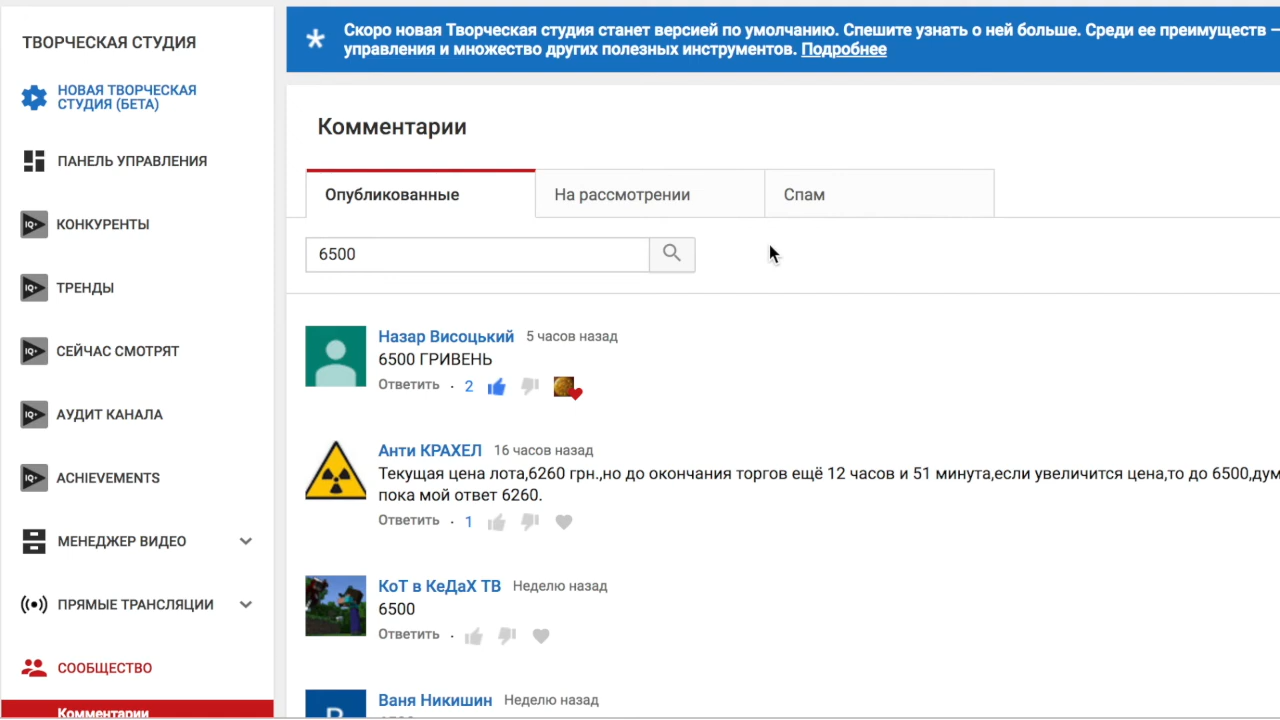 ТВОРЧЕСКАЯ СТУДИЯ
НОВАЯ ТВОРЧЕСКАЯ
СТУДИЯ (БЕТА)
ПАНЕЛЬ УПРАВЛЕНИЯ
IQ+ КОНКУРЕНТЫ
IQ+ ТРЕНДЫ
IQ+ СЕЙЧАС СМОТРЯТ
IQ+ АУДИТ КАНАЛА
IQ+ ACHIEVEMENTS
МЕНЕДЖЕР ВИДЕО
ПРЯМЫЕ ТРАНСЛЯЦИИ
СООБЩЕСТВО
Комментарии
Скоро новая Творческая студия станет версией по умолчанию. Спешите узнать о ней больше. Среди ее преимуществ –
управления и множество других полезных инструментов. Подробнее
Комментарии
Опубликованные На рассмотрении Спам
6500
Назар Висоцький 5 часов назад
6500 ГРИВЕНЬ
Ответить · 2
Анти КРАХЕЛ 16 часов назад
Текущая цена лота,6260 грн.,но до окончания торгов ещё 12 часов и 51 минута,если увеличится цена,то до 6500,дум
пока мой ответ 6260.
Ответить · 1
КоТ в КеДаХ ТВ Неделю назад
6500
Ответить ·
Ваня Никишин Неделю назад